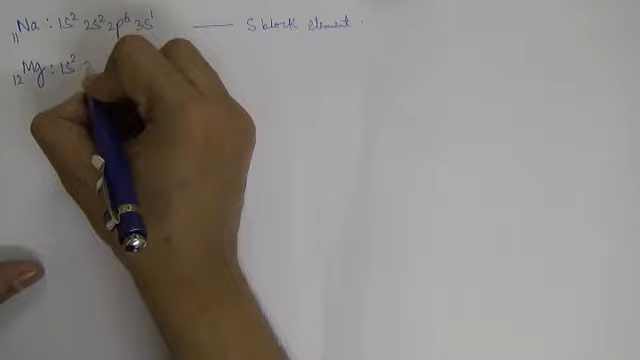 ₁₁Na : 1s² 2s² 2p⁶ 3s¹ —— S block element.
₁₂Mg : 1s²